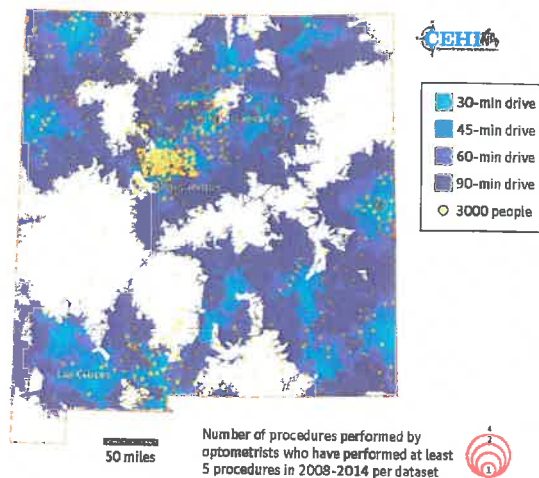 CEHI
30-min drive
45-min drive
60-min drive
90-min drive
3000 people
Las Cruces
50 miles
Number of procedures performed by
optometrists who have performed at least
5 procedures in 2008-2014 per dataset
4
2
1